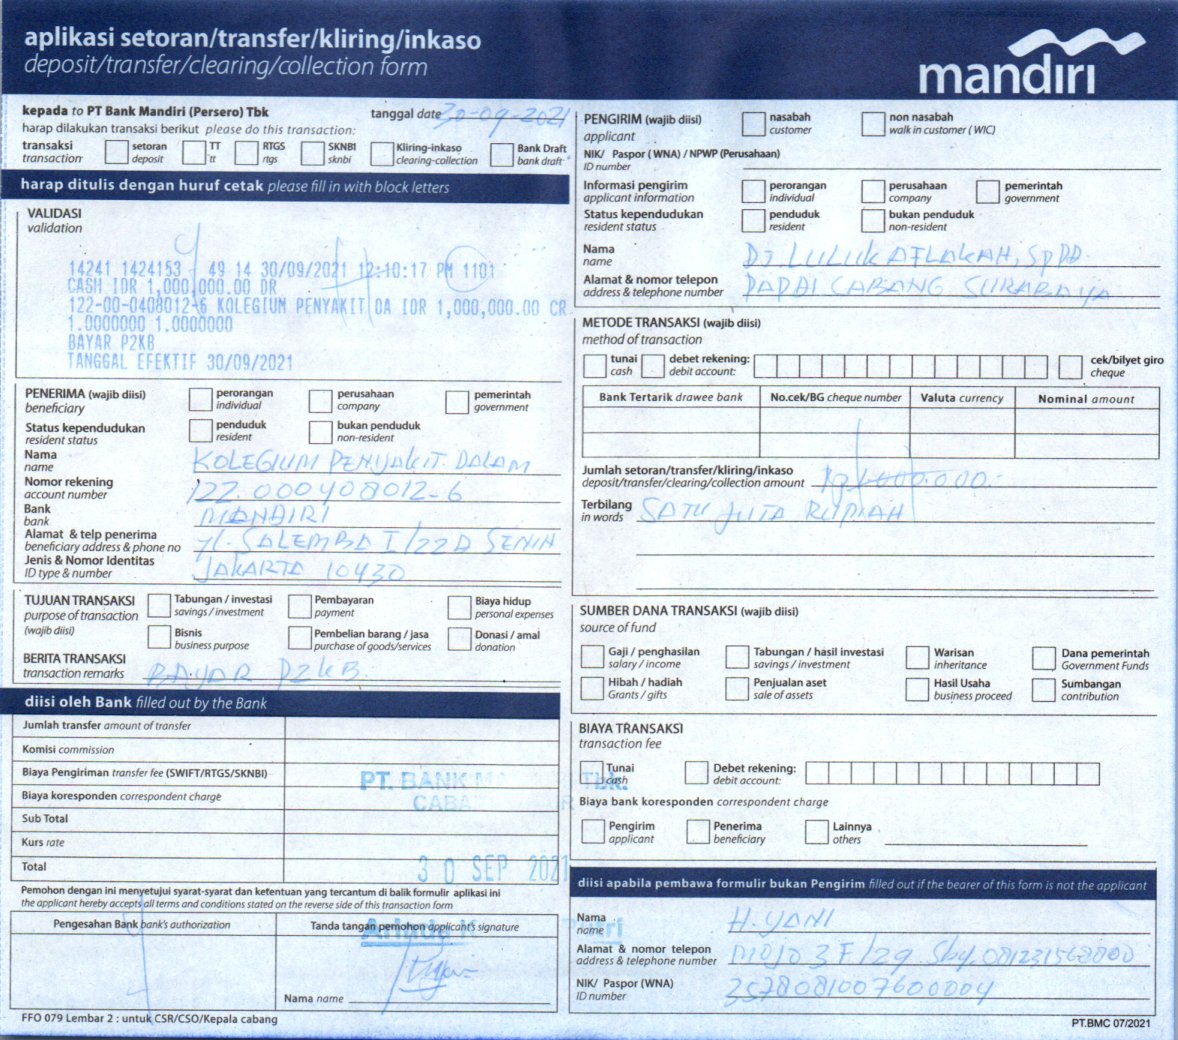 aplikasi setoran/transfer/kliring/inkaso
deposit/transfer/clearing/collection form
mandiri
kepada to PT Bank Mandiri (Persero) Tbk
tanggal date 30-09-2021
harap dilakukan transaksi berikut please do this transaction:
transaksi
transaction
setoran
deposit
TT
tt
RTGS
rtgs
SKNBI
sknbi
Kliring-inkaso
clearing-collection
Bank Draft
bank draft
harap ditulis dengan huruf cetak please fill in with block letters
VALIDASI
validation
14241 1424153 49 14 30/09/2021 12:10:17 PM 1101
CASH IDR 1,000,000.00 DR
122-00-0408012-6 KOLEGIUM PENYAKIT DA IDR 1,000,000.00 CR
1.0000000 1.0000000
BAYAR P2KB
TANGGAL EFEKTIF 30/09/2021
PENERIMA (wajib diisi)
beneficiary
perorangan
individual
perusahaan
company
pemerintah
government
Status kependudukan
resident status
penduduk
resident
bukan penduduk
non-resident
Nama
name
KOLEGIUM PENYAKIT DALAM
Nomor rekening
account number
122.000408012-6
Bank
bank
MANDIRI
Alamat & telp penerima
beneficiary address & phone no
Jl. SALEMBA I/22A SENIN
Jenis & Nomor Identitas
ID type & number
JAKARTA 10430
TUJUAN TRANSAKSI
purpose of transaction
(wajib diisi)
Tabungan / investasi
savings / investment
Pembayaran
payment
Biaya hidup
personal expenses
Bisnis
business purpose
Pembelian barang / jasa
purchase of goods/services
Donasi / amal
donation
BERITA TRANSAKSI
transaction remarks
BAYAR P2KB.
diisi oleh Bank filled out by the Bank
Jumlah transfer amount of transfer
Komisi commission
Biaya Pengiriman transfer fee (SWIFT/RTGS/SKNBI)
Biaya koresponden correspondent charge
Sub Total
Kurs rate
Total
PT. BANK Tbk.
30 SEP 2021
Pemohon dengan ini menyetujui syarat-syarat dan ketentuan yang tercantum di balik formulir aplikasi ini
the applicant hereby accepts all terms and conditions stated on the reverse side of this transaction form
Pengesahan Bank bank's authorization
Tanda tangan pemohon applicant's signature
Nama name
FFO 079 Lembar 2 : untuk CSR/CSO/Kepala cabang
PENGIRIM (wajib diisi)
applicant
nasabah
customer
non nasabah
walk in customer (WIC)
NIK/ Paspor (WNA) / NPWP (Perusahaan)
ID number
Informasi pengirim
applicant information
perorangan
individual
perusahaan
company
pemerintah
government
Status kependudukan
resident status
penduduk
resident
bukan penduduk
non-resident
Nama
name
LULUK AFLAKAH, SpPD
Alamat & nomor telepon
address & telephone number
PAPDI CABANG SURABAYA
METODE TRANSAKSI (wajib diisi)
method of transaction
tunai
cash
debet rekening:
debit account:
cek/bilyet giro
cheque
Bank Tertarik drawee bank
No.cek/BG cheque number
Valuta currency
Nominal amount
Jumlah setoran/transfer/kliring/inkaso
deposit/transfer/clearing/collection amount
Terbilang
in words
SATU JUTA RUPIAH
SUMBER DANA TRANSAKSI (wajib diisi)
source of fund
Gaji / penghasilan
salary / income
Tabungan / hasil investasi
savings / investment
Warisan
inheritance
Dana pemerintah
Government Funds
Hibah / hadiah
Grants / gifts
Penjualan aset
sale of assets
Hasil Usaha
business proceed
Sumbangan
contribution
BIAYA TRANSAKSI
transaction fee
Tunai
cash
Debet rekening:
debit account:
Biaya bank koresponden correspondent charge
Pengirim
applicant
Penerima
beneficiary
Lainnya
others
diisi apabila pembawa formulir bukan Pengirim filled out if the bearer of this form is not the applicant
Nama
name
H. YANI
Alamat & nomor telepon
address & telephone number
MOJO 3 F/29. Sby. 081231568800
NIK/ Paspor (WNA)
ID number
3578081007600004
PT.BMC 07/2021